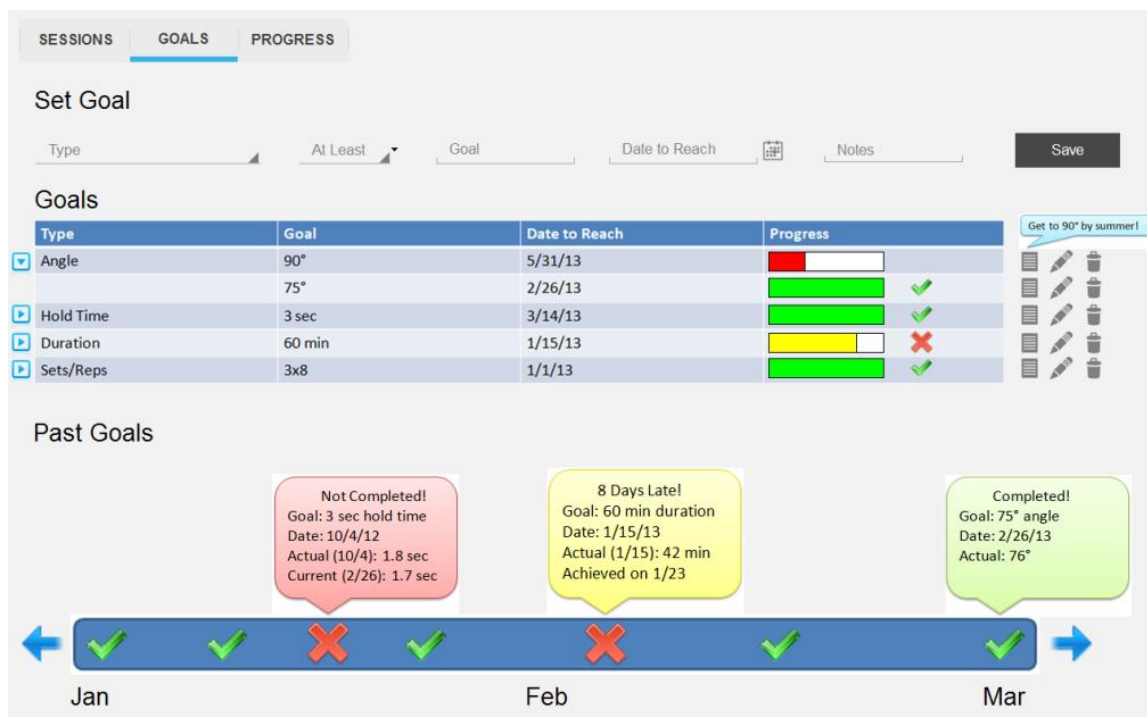 SESSIONS GOALS PROGRESS
Set Goal
Type At Least Goal Date to Reach Notes Save
Goals
Get to 90° by summer!
Type Goal Date to Reach Progress
Angle 90° 5/31/13
75° 2/26/13
Hold Time 3 sec 3/14/13
Duration 60 min 1/15/13
Sets/Reps 3x8 1/1/13
Past Goals
Not Completed!
Goal: 3 sec hold time
Date: 10/4/12
Actual (10/4): 1.8 sec
Current (2/26): 1.7 sec
8 Days Late!
Goal: 60 min duration
Date: 1/15/13
Actual (1/15): 42 min
Achieved on 1/23
Completed!
Goal: 75° angle
Date: 2/26/13
Actual: 76°
Jan Feb Mar